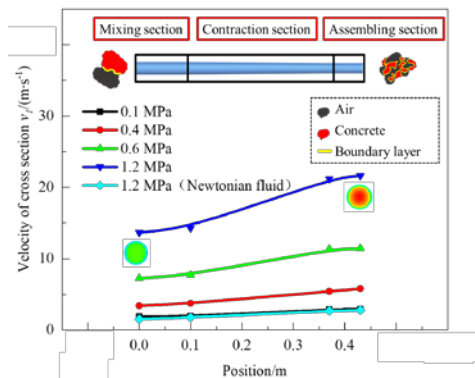 Mixing section
Contraction section
Assembling section
Air
Concrete
Boundary layer
0.1 MPa
0.4 MPa
0.6 MPa
1.2 MPa
1.2 MPa（Newtonian fluid）
Velocity of cross section v_l/(m·s⁻¹)
30
20
10
0
0.0
0.1
0.2
0.3
0.4
Position/m